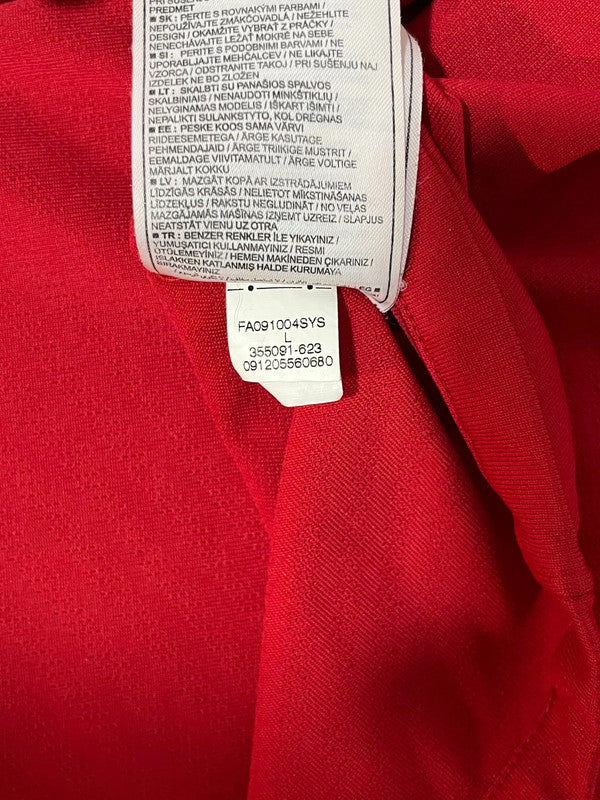 PREDMET
■ SK : PERTE S ROVNAKÝMI FARBAMI /
NEPOUŽÍVAJTE ZMÄKČOVADLÁ / NEŽEHLITE
DESIGN / OKAMŽITE VYBRAŤ Z PRÁČKY /
NENECHÁVAJTE LEŽAŤ MOKRÉ NA SEBE
■ SI : PERITE S PODOBNIMI BARVAMI / NE
UPORABLJAJTE MEHČALCEV / NE LIKAJTE
VZORCA / ODSTRANITE TAKOJ / PRI SUŠENJU NAJ
IZDELEK NE BO ZLOŽEN
■ LT : SKALBTI SU PANAŠIOS SPALVOS
SKALBINIAIS / NENAUDOTI MINKŠTIKLIŲ /
NELYGINAMAS MODELIS / IŠKART IŠIMTI /
NEPALIKTI SULANKSTYTO, KOL DRĖGNAS
■ EE : PESKE KOOS SAMA VÄRVI
RIIDEESEMETEGA / ÄRGE KASUTAGE
PEHMENDAJAID / ÄRGE TRIIKIGE MUSTRIT /
EEMALDAGE VIIVITAMATULT / ÄRGE VOLTIGE
MÄRJALT KOKKU
■ LV : MAZGĀT KOPĀ AR IZSTRĀDĀJUMIEM
LĪDZĪGĀS KRĀSĀS / NELIETOT MĪKSTINĀŠANAS
LĪDZEKĻUS / RAKSTU NEGLUDINĀT / NO VEĻAS
MAZGĀJAMĀS MAŠĪNAS IZŅEMT UZREIZ / SLAPJUS
NEATSTĀT VIENU UZ OTRA
■ TR : BENZER RENKLER İLE YIKAYINIZ /
YUMUŞATICI KULLANMAYINIZ / RESMİ
ÜTÜLEMEYİNİZ / HEMEN MAKİNEDEN ÇIKARINIZ /
ISLAKKEN KATLANMIŞ HALDE KURUMAYA
BIRAKMAYINIZ
EG ■
FA091004SYS
L
355091-623
091205560680